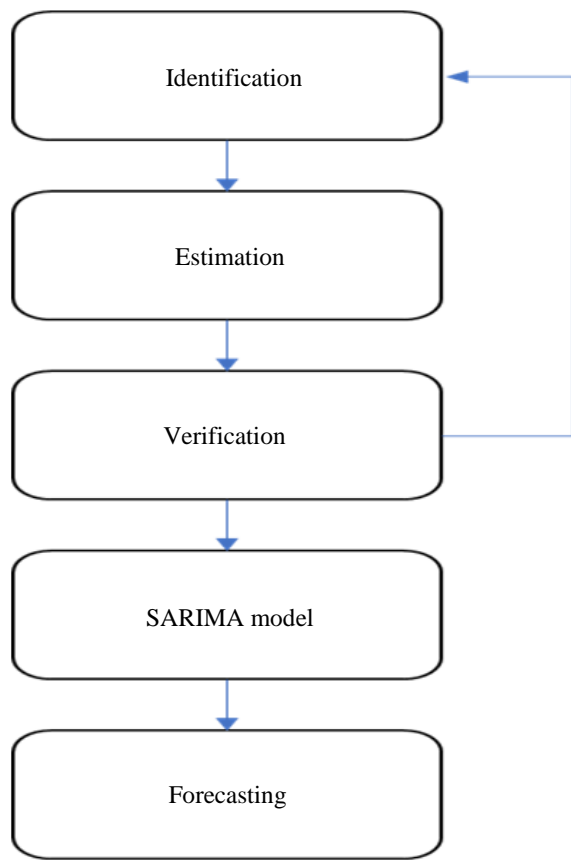 Identification
Estimation
Verification
SARIMA model
Forecasting